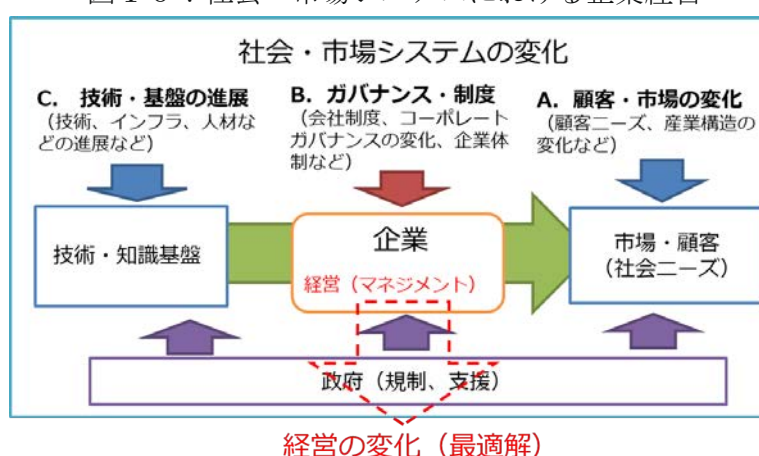 社会・市場システムの変化
C. 技術・基盤の進展
（技術、インフラ、人材な
どの進展など）
B. ガバナンス・制度
（会社制度、コーポレート
ガバナンスの変化、企業体
制など）
A. 顧客・市場の変化
（顧客ニーズ、産業構造の
変化など）
技術・知識基盤
企業
経営（マネジメント）
市場・顧客
（社会ニーズ）
政府（規制、支援）
経営の変化（最適解）